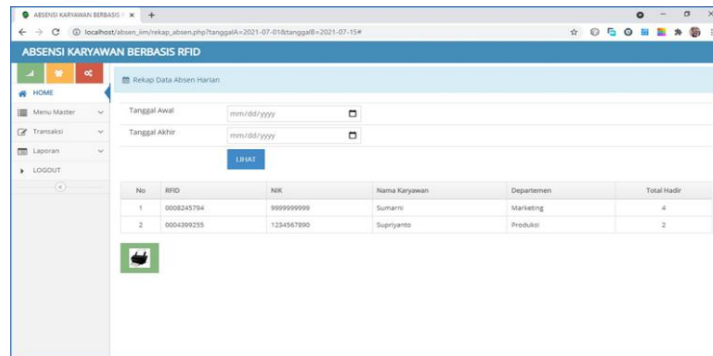 ABSENSI KARYAWAN BERBASIS
localhost/absen_iim/rekap_absen.php?tanggalA=2021-07-01&tanggalB=2021-07-15#
ABSENSI KARYAWAN BERBASIS RFID
HOME
Menu Master
Transaksi
Laporan
LOGOUT
Rekap Data Absen Harian
Tanggal Awal mm/dd/yyyy
Tanggal Akhir mm/dd/yyyy
LIHAT
No RFID NIK Nama Karyawan Departemen Total Hadir
1 0008245794 9999999999 Sumarni Marketing 4
2 0004399255 1234567890 Supriyanto Produksi 2